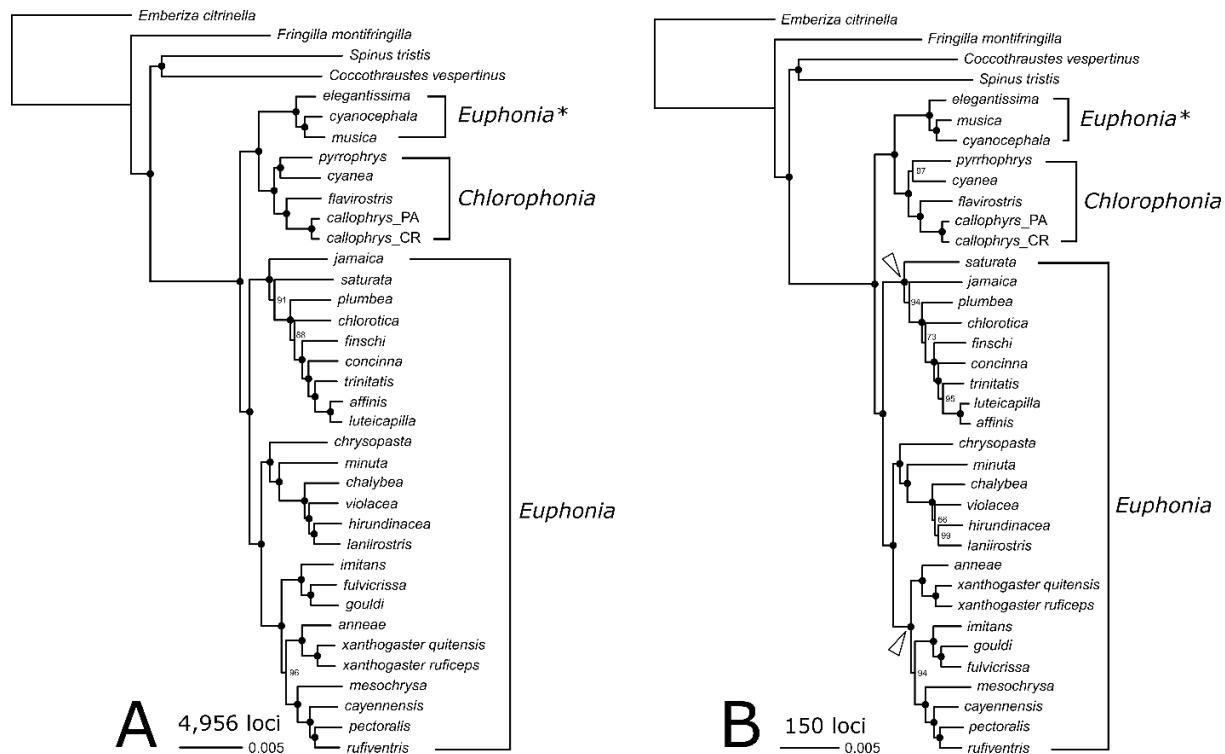 Emberiza citrinella
Fringilla montifringilla
Spinus tristis
Coccothraustes vespertinus
elegantissima
cyanocephala
musica
Euphonia*
pyrrophrys
cyanea
flavirostris
callophrys_PA
callophrys_CR
Chlorophonia
jamaica
saturata
91
plumbea
chlorotica
88
finschi
concinna
trinitatis
affinis
luteicapilla
chrysopasta
minuta
chalybea
violacea
hirundinacea
laniirostris
Euphonia
imitans
fulvicrissa
gouldi
anneae
xanthogaster quitensis
xanthogaster ruficeps
96
mesochrysa
cayennensis
pectoralis
rufiventris
A
4,956 loci
0.005
Emberiza citrinella
Fringilla montifringilla
Coccothraustes vespertinus
Spinus tristis
elegantissima
musica
cyanocephala
Euphonia*
pyrrhophrys
97
cyanea
flavirostris
callophrys_PA
callophrys_CR
Chlorophonia
saturata
jamaica
94
plumbea
chlorotica
73
finschi
concinna
trinitatis
95
luteicapilla
affinis
chrysopasta
minuta
chalybea
violacea
66
hirundinacea
99
laniirostris
Euphonia
anneae
xanthogaster quitensis
xanthogaster ruficeps
imitans
gouldi
94
fulvicrissa
mesochrysa
cayennensis
pectoralis
rufiventris
B
150 loci
0.005